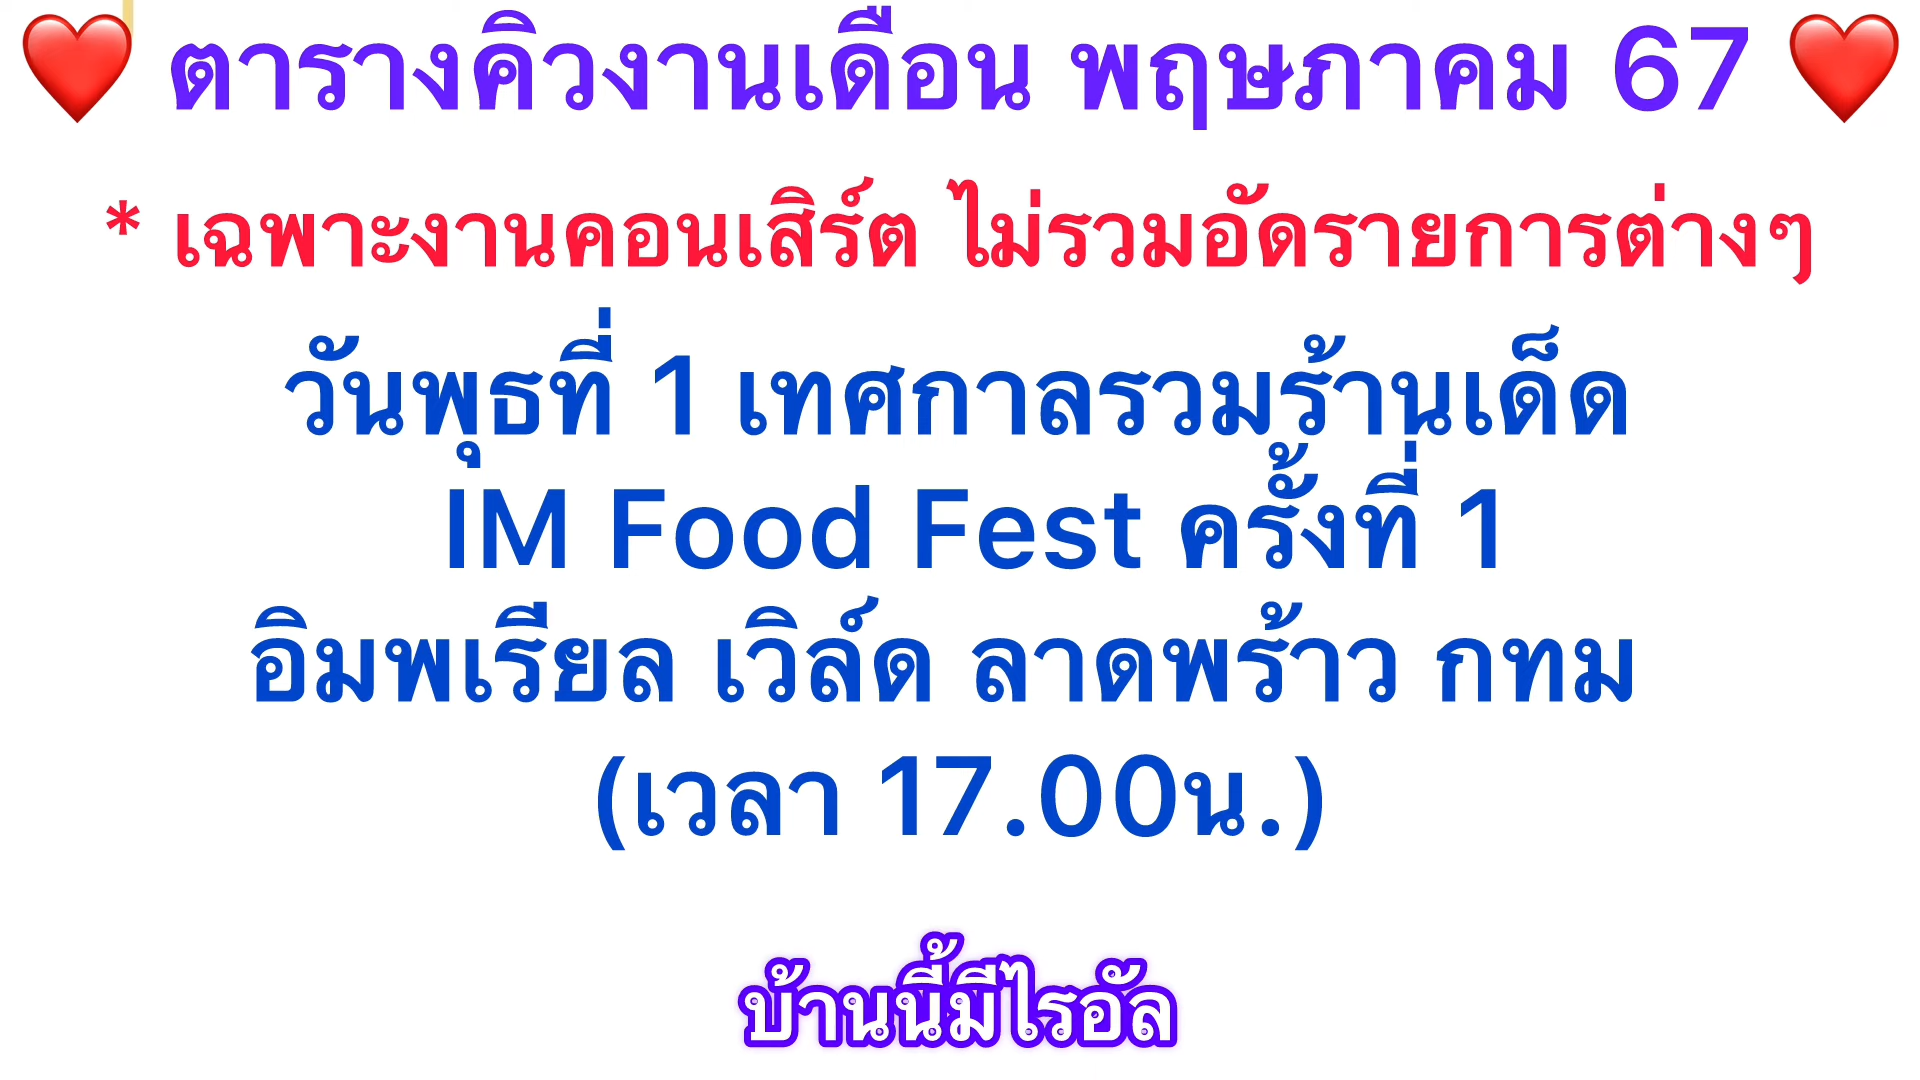 ❤️ ตารางคิวงานเดือน พฤษภาคม 67 ❤️
* เฉพาะงานคอนเสิร์ต ไม่รวมอัดรายการต่างๆ
วันพุธที่ 1 เทศกาลรวมร้านเด็ด
IM Food Fest ครั้งที่ 1
อิมพเรียล เวิล์ด ลาดพร้าว กทม
(เวลา 17.00น.)
บ้านนี้มีไรอัล